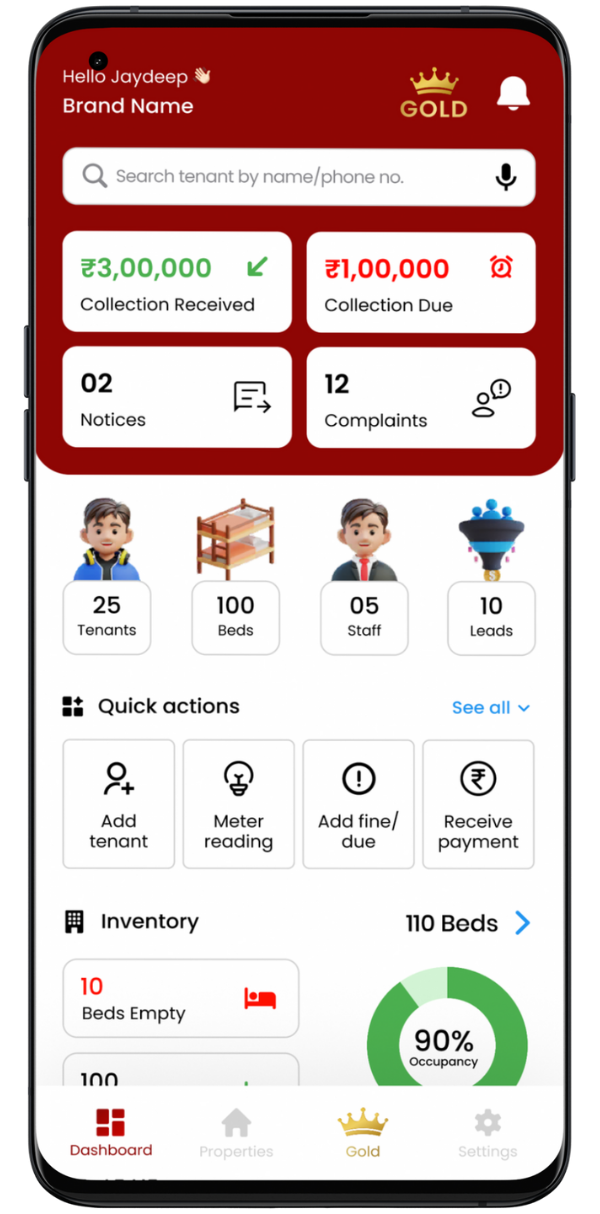 Hello Jaydeep 👋
Brand Name
GOLD
Search tenant by name/phone no.
₹3,00,000
Collection Received
₹1,00,000
Collection Due
02
Notices
12
Complaints
25
Tenants
100
Beds
05
Staff
10
Leads
Quick actions
See all
Add
tenant
Meter
reading
Add fine/
due
Receive
payment
Inventory
110 Beds
10
Beds Empty
90%
Occupancy
100
Dashboard
Properties
Gold
Settings